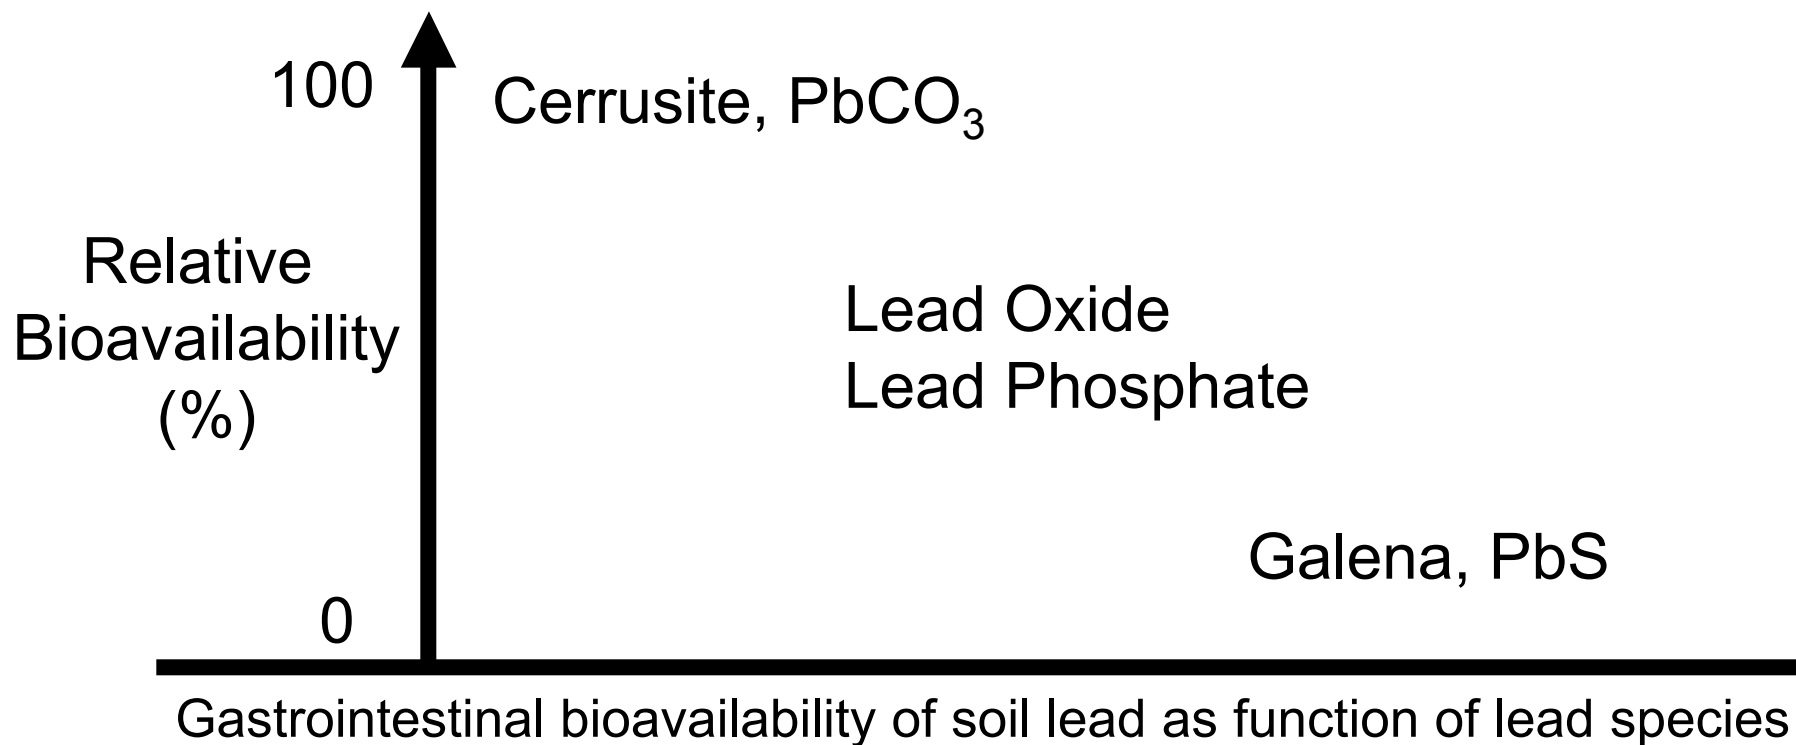 100
Cerrusite, PbCO₃
Relative
Bioavailability
(%)
Lead Oxide
Lead Phosphate
Galena, PbS
0
Gastrointestinal bioavailability of soil lead as function of lead species